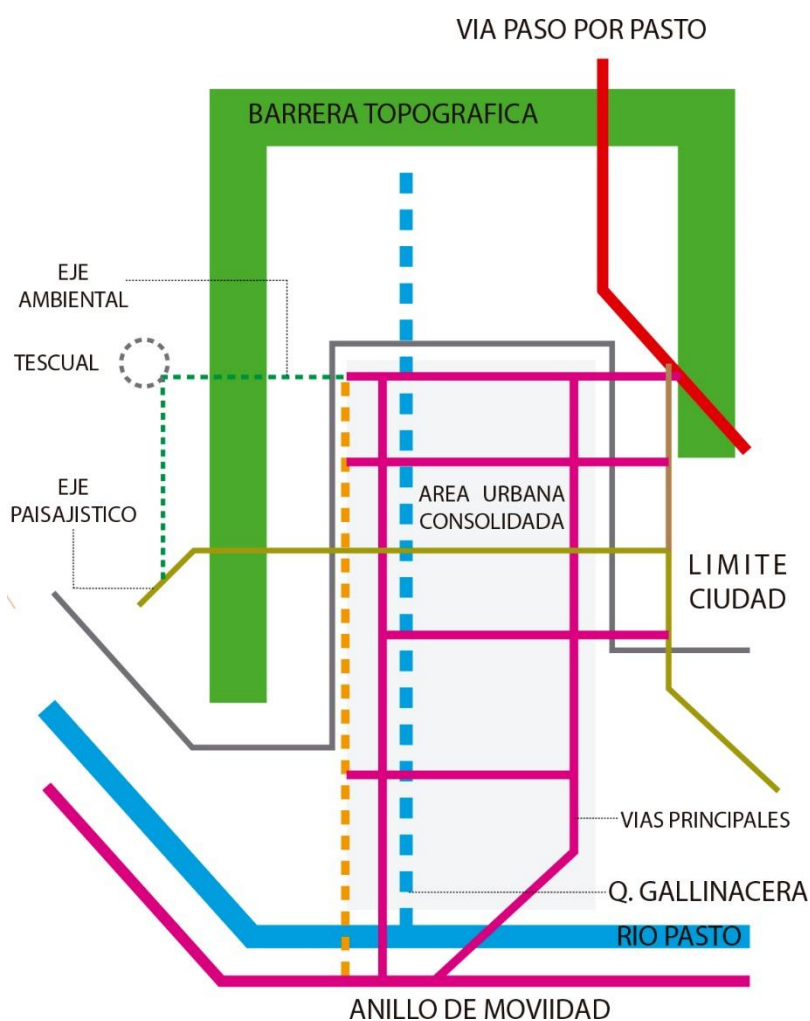 VIA PASO POR PASTO
BARRERA TOPOGRAFICA
EJE
AMBIENTAL
TESCUAL
EJE
PAISAJISTICO
AREA URBANA
CONSOLIDADA
LIMITE
CIUDAD
VIAS PRINCIPALES
Q. GALLINACERA
RIO PASTO
ANILLO DE MOVIIDAD